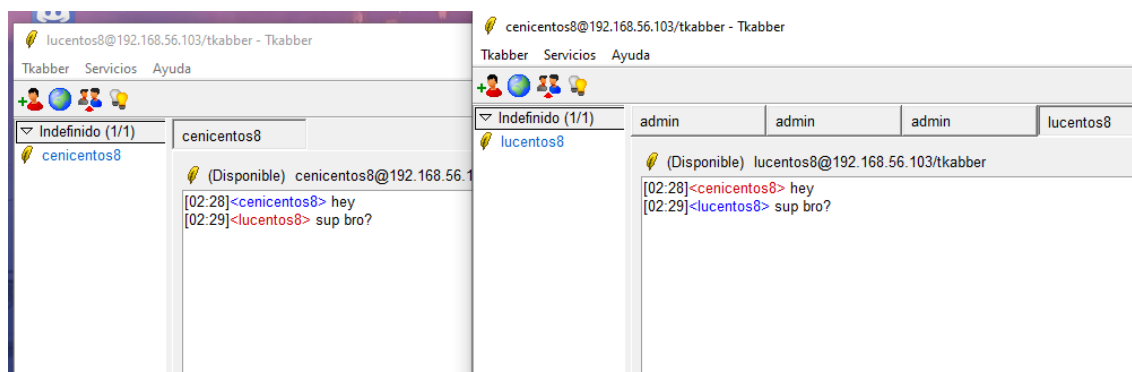 lucentos8@192.168.56.103/tkabber - Tkabber
Tkabber Servicios Ayuda
Indefinido (1/1)
cenicentos8
cenicentos8
(Disponible) cenicentos8@192.168.56.1
[02:28]<cenicentos8> hey
[02:29]<lucentos8> sup bro?
cenicentos8@192.168.56.103/tkabber - Tkabber
Tkabber Servicios Ayuda
Indefinido (1/1)
lucentos8
admin admin admin lucentos8
(Disponible) lucentos8@192.168.56.103/tkabber
[02:28]<cenicentos8> hey
[02:29]<lucentos8> sup bro?